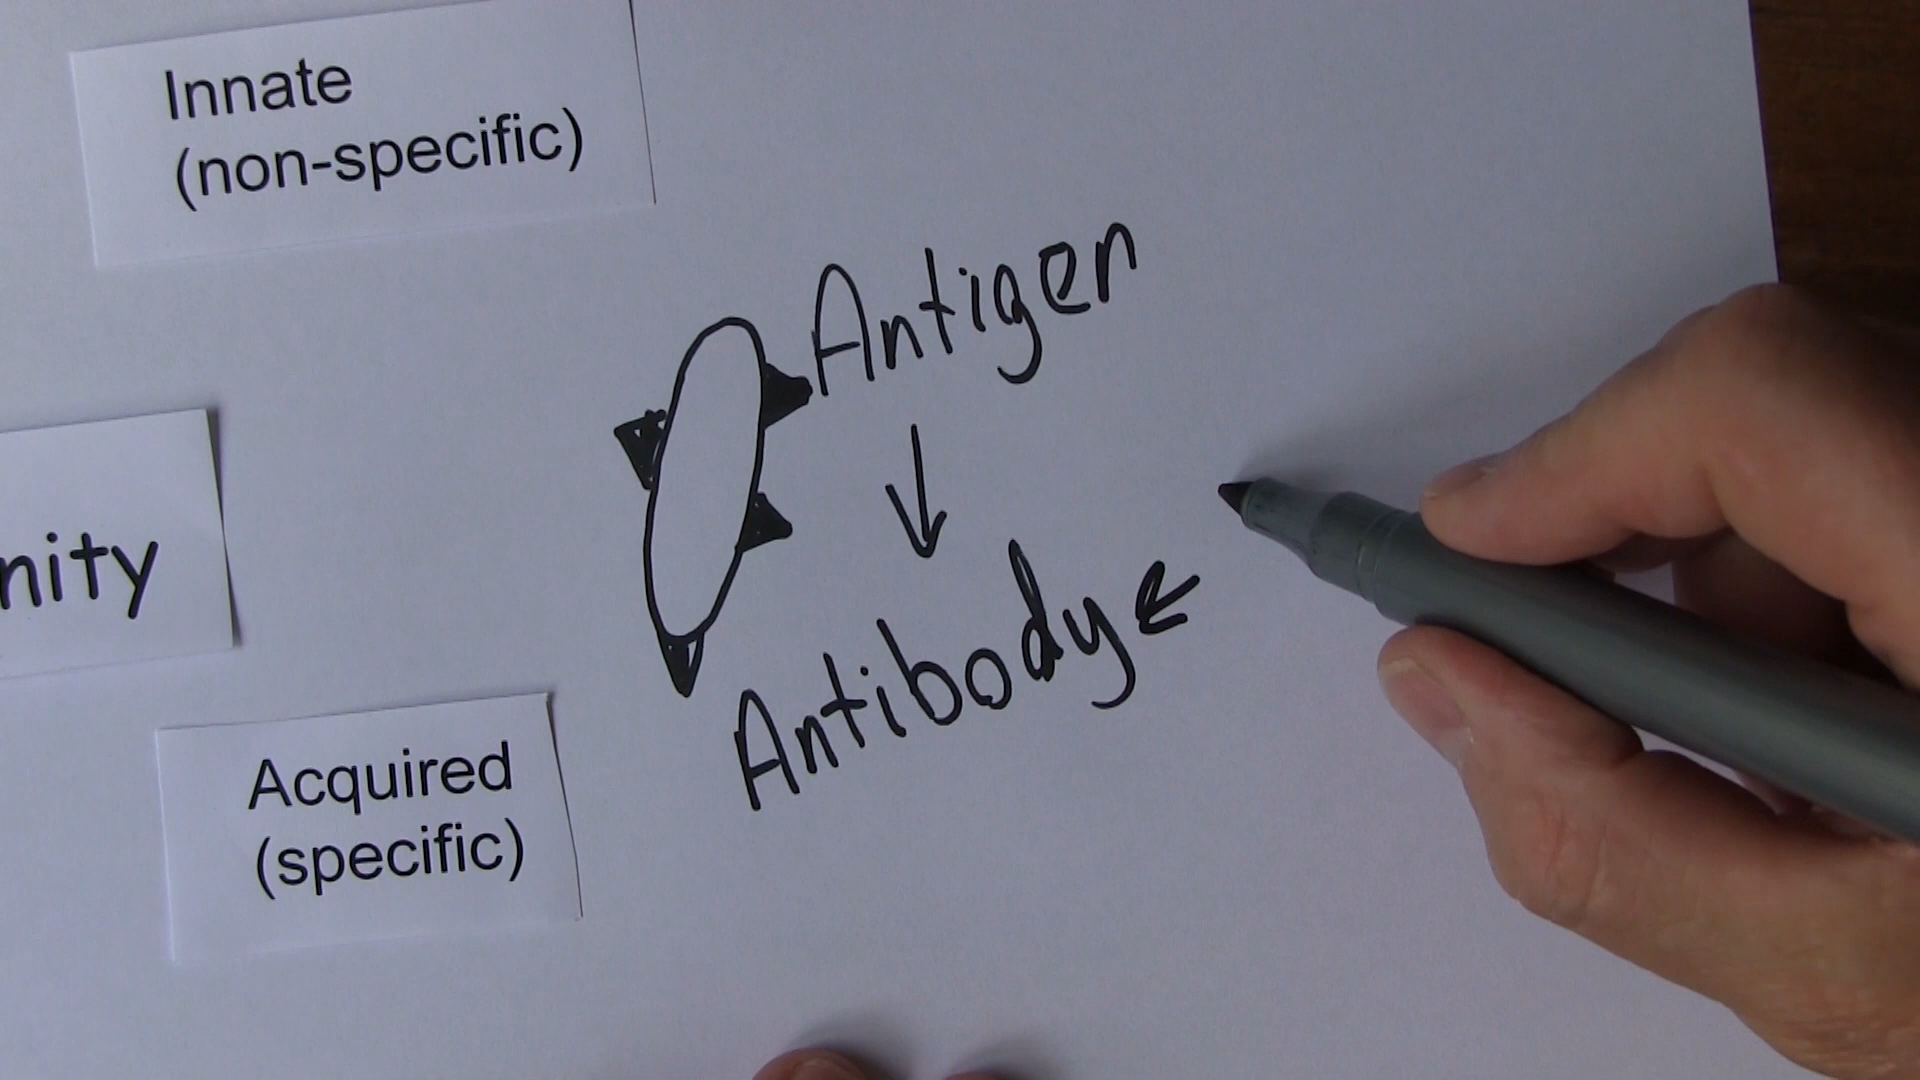 Innate
(non-specific)
Antigen
nity
Antibody
Acquired
(specific)